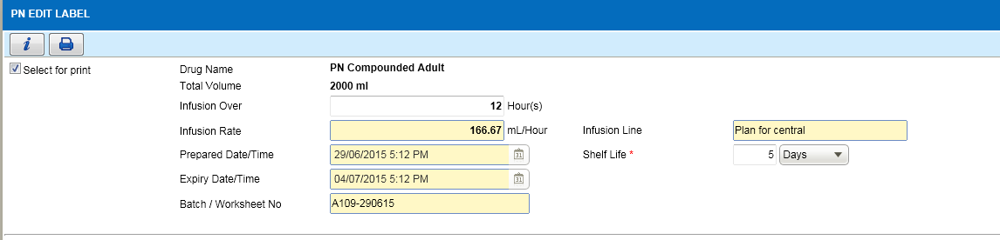 PN EDIT LABEL
i
Select for print
Drug Name PN Compounded Adult
Total Volume 2000 ml
Infusion Over 12 Hour(s)
Infusion Rate 166.67 mL/Hour Infusion Line Plan for central
Prepared Date/Time 29/06/2015 5:12 PM 31 Shelf Life * 5 Days
Expiry Date/Time 04/07/2015 5:12 PM 31
Batch / Worksheet No A109-290615